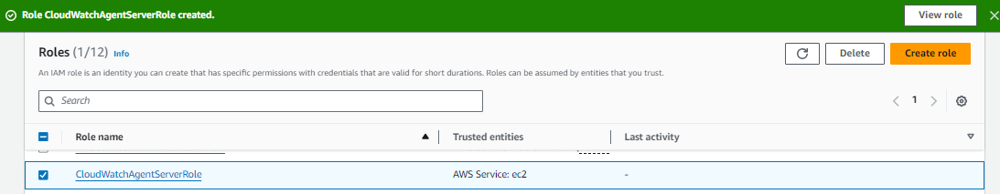 Role CloudWatchAgentServerRole created.
View role
Roles (1/12) Info
Delete
Create role
An IAM role is an identity you can create that has specific permissions with credentials that are valid for short durations. Roles can be assumed by entities that you trust.
Search
1
Role name
Trusted entities
Last activity
CloudWatchAgentServerRole
AWS Service: ec2
-